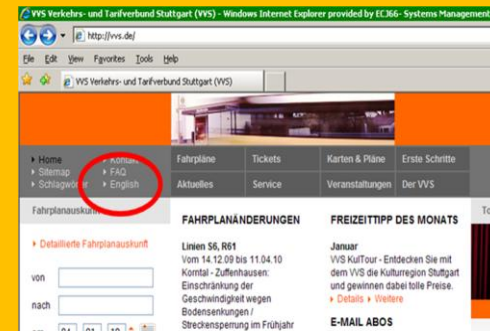 VVS Verkehrs- und Tarifverbund Stuttgart (VVS) - Windows Internet Explorer provided by ECJ66- Systems Management
http://vvs.de/
File Edit View Favorites Tools Help
VVS Verkehrs- und Tarifverbund Stuttgart (VVS)
Home Kontakt Fahrpläne Tickets Karten & Pläne Erste Schritte
Sitemap FAQ
Schlagwörter English Aktuelles Service Veranstaltungen Der VVS
Fahrplanauskunft
Detaillierte Fahrplanauskunft
von
nach
04 01 10
FAHRPLANÄNDERUNGEN
Linien S6, R61
Vom 14.12.09 bis 11.04.10
Korntal - Zuffenhausen:
Einschränkung der
Geschwindigkeit wegen
Bodensenkungen /
Streckensperrung im Frühjahr
FREIZEITTIPP DES MONATS
Januar
VVS KulTour - Entdecken Sie mit
dem VVS die Kulturregion Stuttgart
und gewinnen dabei tolle Preise.
Details Weitere
E-MAIL ABOS